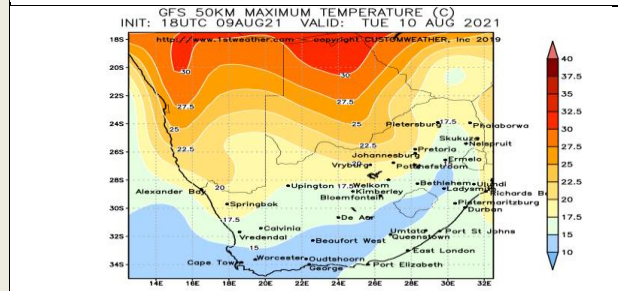 GFS 50KM MAXIMUM TEMPERATURE (C)
INIT: 18UTC 09AUG21 VALID: TUE 10 AUG 2021
http://www.1stweather.com - copyright CUSTOMWEATHER, Inc 2019
18S
20S
22S
24S
26S
28S
30S
32S
34S
30
30
27.5
27.5
25
25
22.5
22.5
20
20
17.5
17.5
17.5
15
15
Pietersburg
Phalaborwa
Skukuza
Nelspruit
Pretoria
Johannesburg
Ermelo
Vryburg
Potchefstroom
Upington
Welkom
Bethlehem
Ulundi
Kimberley
Ladysmith
Richards B
Alexander Bay
Bloemfontein
Springbok
Pietermaritzburg
Durban
De Aar
Calvinia
Vredendal
Umtata
Port St Johns
Queenstown
Beaufort West
East London
Worcester
Oudtshoorn
Cape Town
George
Port Elizabeth
14E 16E 18E 20E 22E 24E 26E 28E 30E 32E
40
37.5
35
32.5
30
27.5
25
22.5
20
17.5
15
10